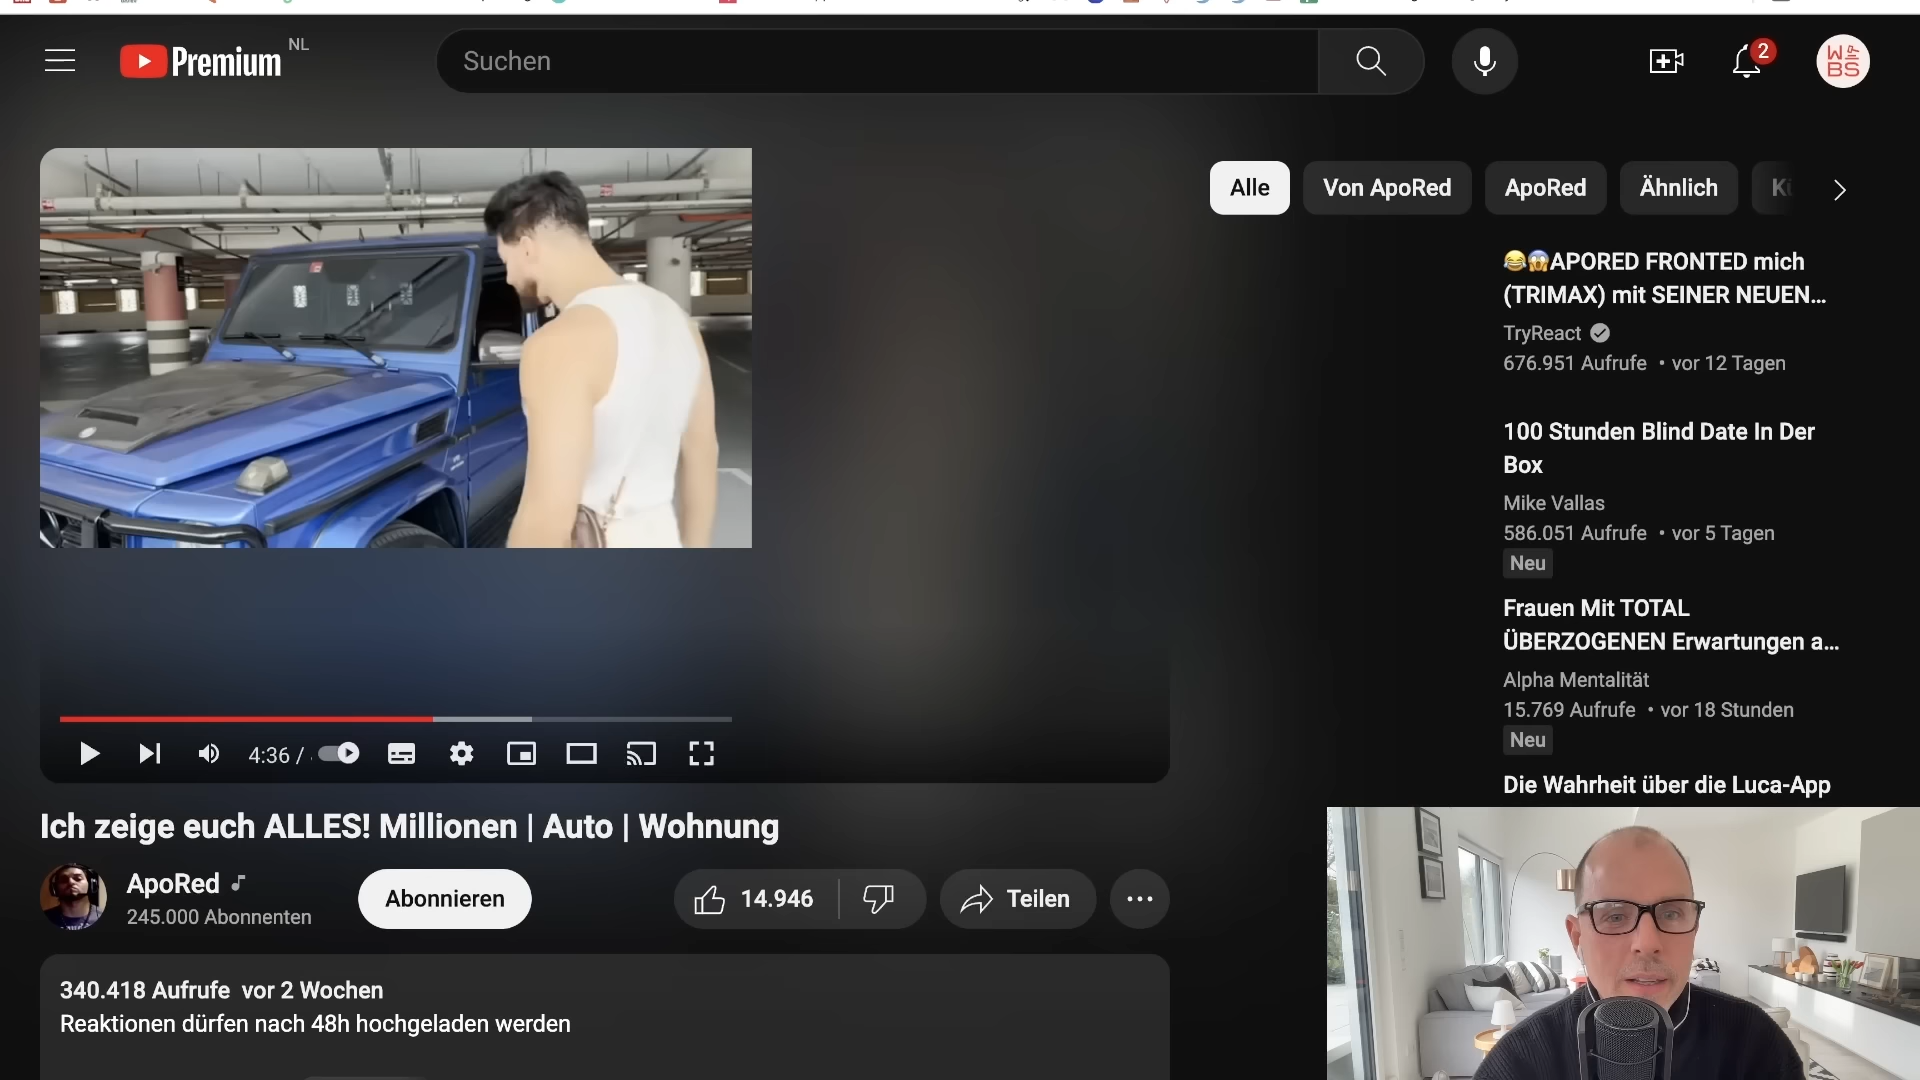 Premium
NL
Suchen
2
W
BS
Alle
Von ApoRed
ApoRed
Ähnlich
😂😱APORED FRONTED mich
(TRIMAX) mit SEINER NEUEN...
TryReact
676.951 Aufrufe • vor 12 Tagen
100 Stunden Blind Date In Der
Box
Mike Vallas
586.051 Aufrufe • vor 5 Tagen
Neu
Frauen Mit TOTAL
ÜBERZOGENEN Erwartungen a...
Alpha Mentalität
15.769 Aufrufe • vor 18 Stunden
Neu
Die Wahrheit über die Luca-App
4:36 /
Ich zeige euch ALLES! Millionen | Auto | Wohnung
ApoRed
245.000 Abonnenten
Abonnieren
14.946
Teilen
340.418 Aufrufe vor 2 Wochen
Reaktionen dürfen nach 48h hochgeladen werden